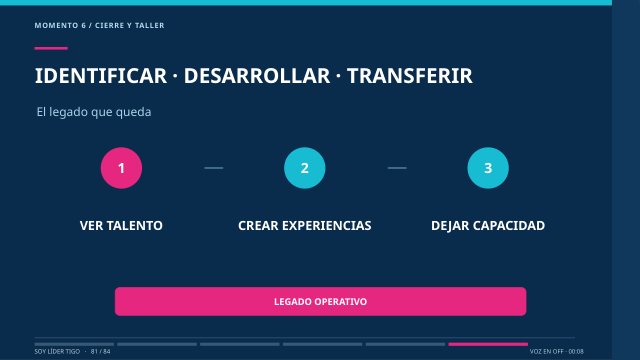 MOMENTO 6 / CIERRE Y TALLER
IDENTIFICAR · DESARROLLAR · TRANSFERIR
El legado que queda
1
2
3
VER TALENTO
CREAR EXPERIENCIAS
DEJAR CAPACIDAD
LEGADO OPERATIVO
SOY LÍDER TIGO · 81 / 84
VOZ EN OFF · 00:08